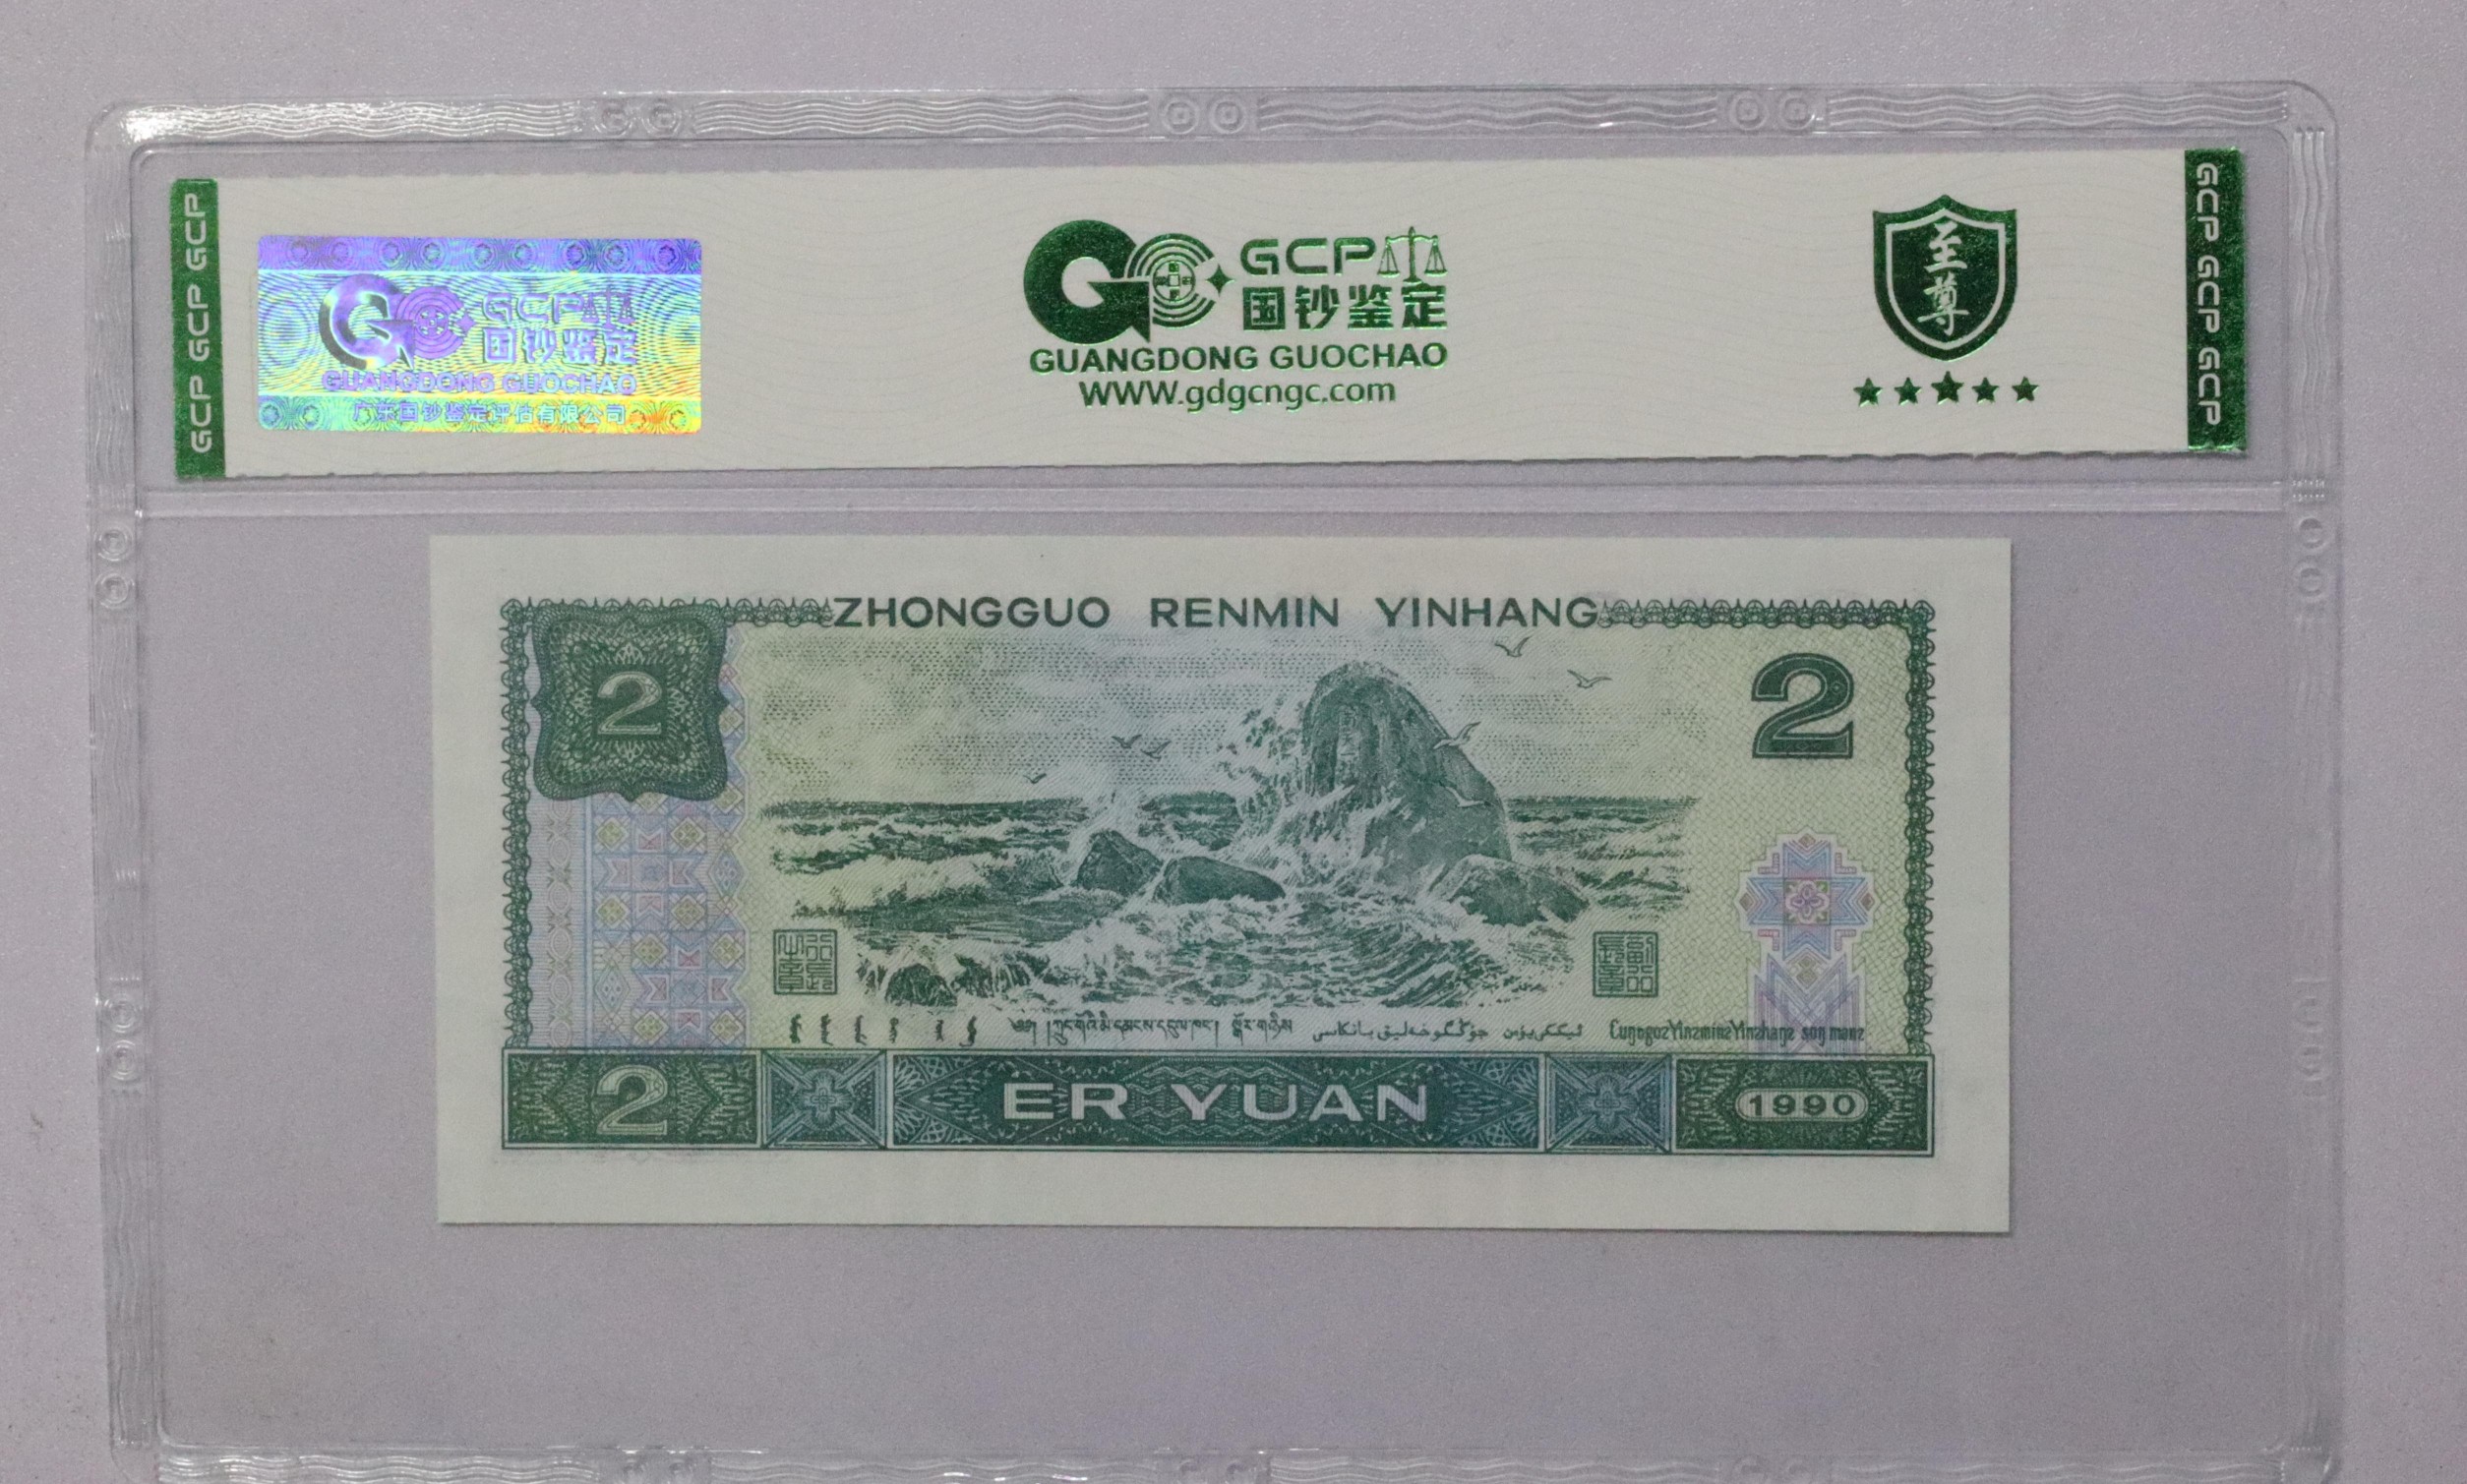 GCP GCP GCP
GCP
国钞鉴定
GUANGDONG GUOCHAO
广东国钞鉴定评估有限公司
GCP
国钞鉴定
GUANGDONG GUOCHAO
WWW.gdgcngc.com
至尊
GCP GCP GCP
ZHONGGUO RENMIN YINHANG
2
2
2
ER YUAN
1990